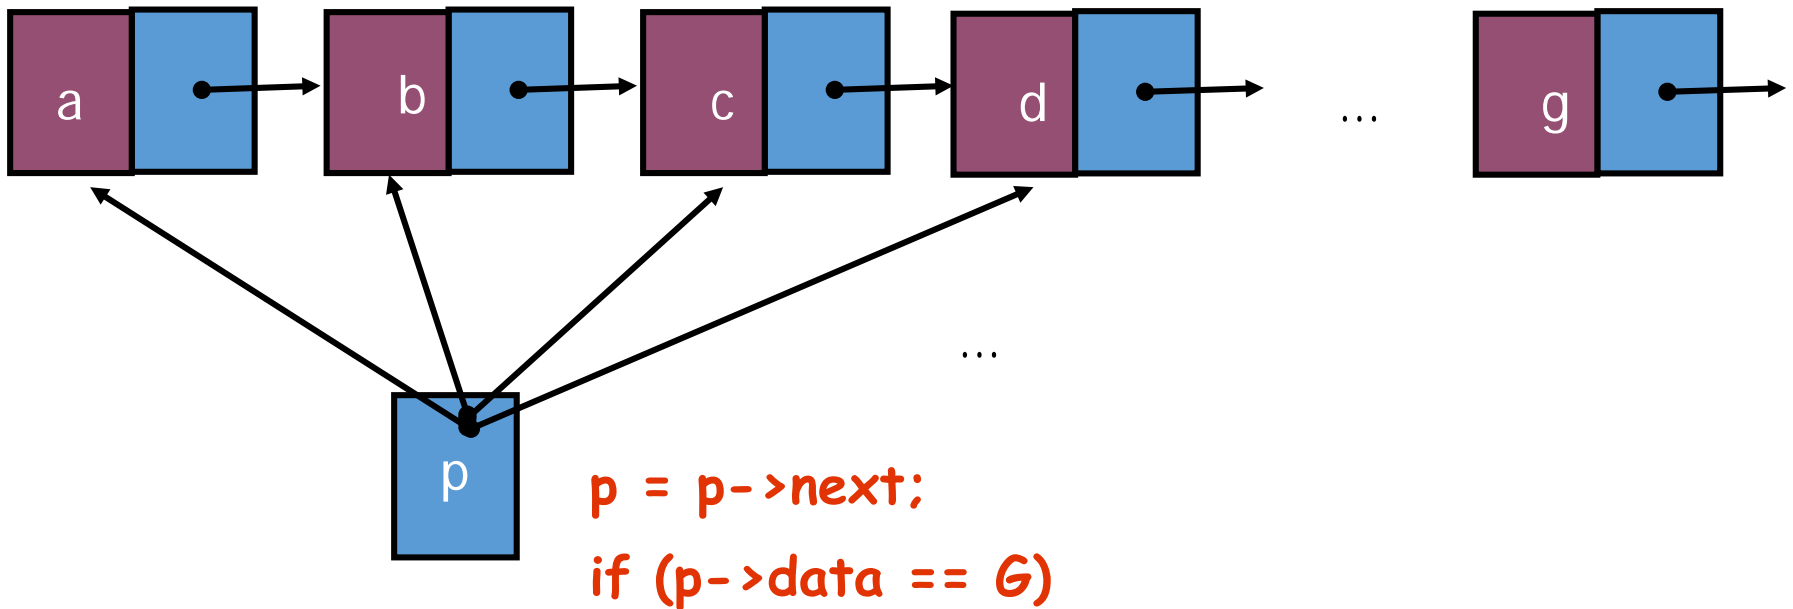 a b c d ... g
...
p
p = p->next;
if (p->data == G)